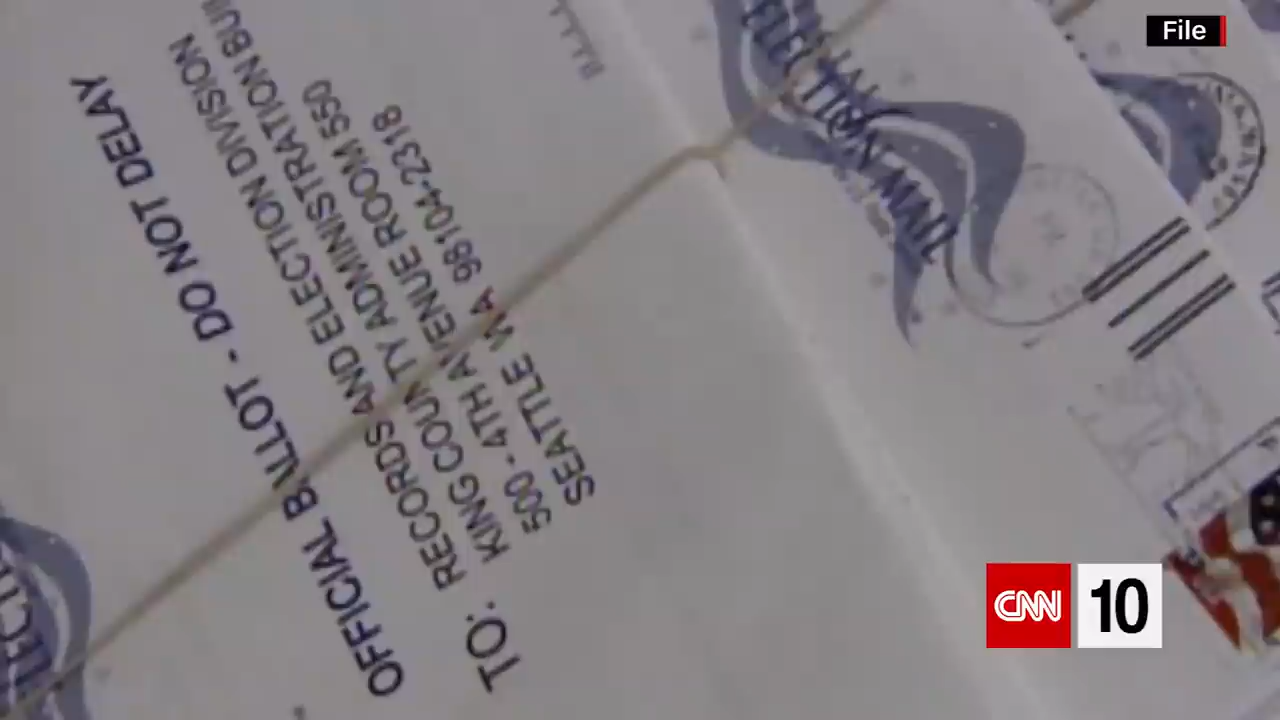 File
OFFICIAL BALLOT - DO NOT DELAY
TO:
RECORDS AND ELECTION DIVISION
KING COUNTY ADMINISTRATION
500 - 4TH AVENUE ROOM 550
SEATTLE WA 98104-2318
OFFICIAL
MAIL
CNN 10